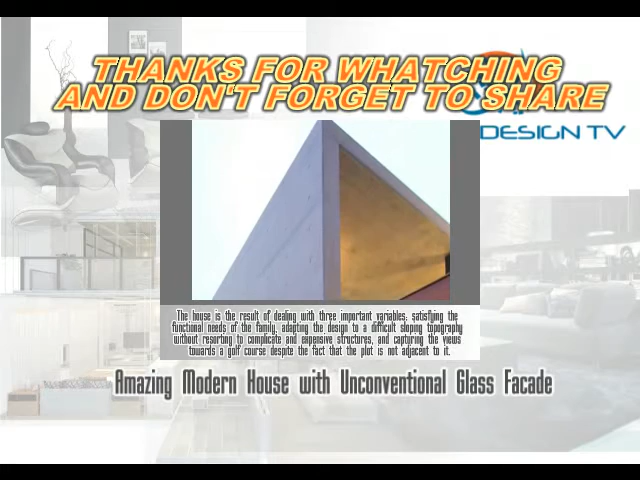 THANKS FOR WHATCHING
AND DON'T FORGET TO SHARE
DESIGN TV
The house is the result of dealing with three important variables: satisfying the
functional needs of the family, adapting the design to a difficult sloping topography
without resorting to complicate and expensive structures, and capturing the views
towards a golf course despite the fact that the plot is not adjacent to it.
Amazing Modern House with Unconventional Glass Facade